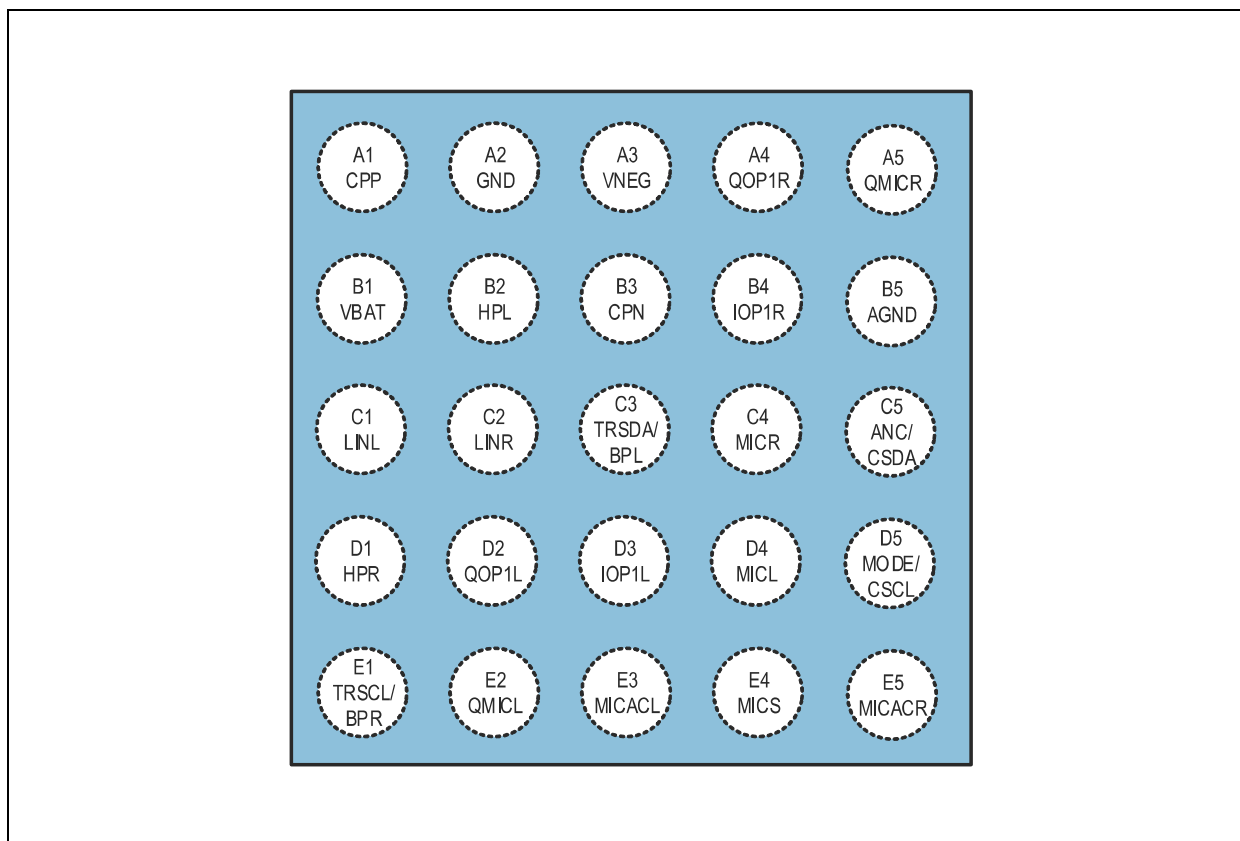 A1
CPP
A2
GND
A3
VNEG
A4
QOP1R
A5
QMICR
B1
VBAT
B2
HPL
B3
CPN
B4
IOP1R
B5
AGND
C1
LINL
C2
LINR
C3
TRSDA/
BPL
C4
MICR
C5
ANC/
CSDA
D1
HPR
D2
QOP1L
D3
IOP1L
D4
MICL
D5
MODE/
CSCL
E1
TRSCL/
BPR
E2
QMICL
E3
MICACL
E4
MICS
E5
MICACR